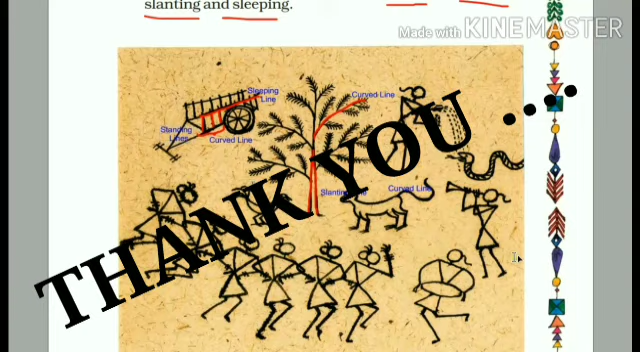 slanting and sleeping.
Made with KINEMASTER
Sleeping
Line
Curved Line
Standing
Lines
Curved Line
Slanting Line
Curved Line
THANK YOU ....